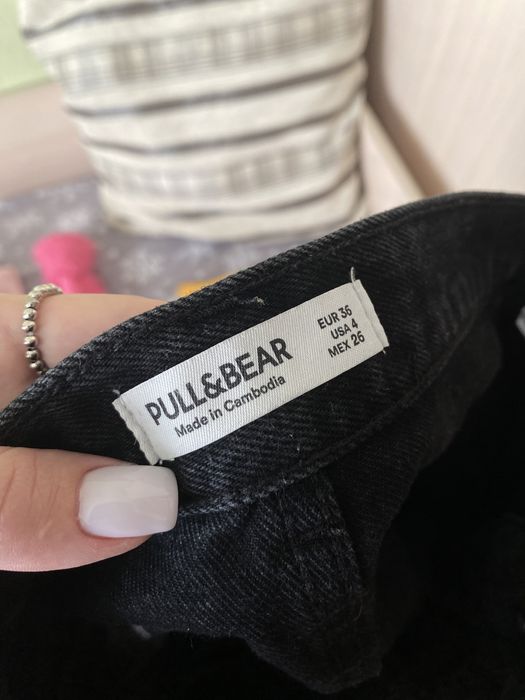 PULL&BEAR
Made in Cambodia
EUR 36
USA 4
MEX 26